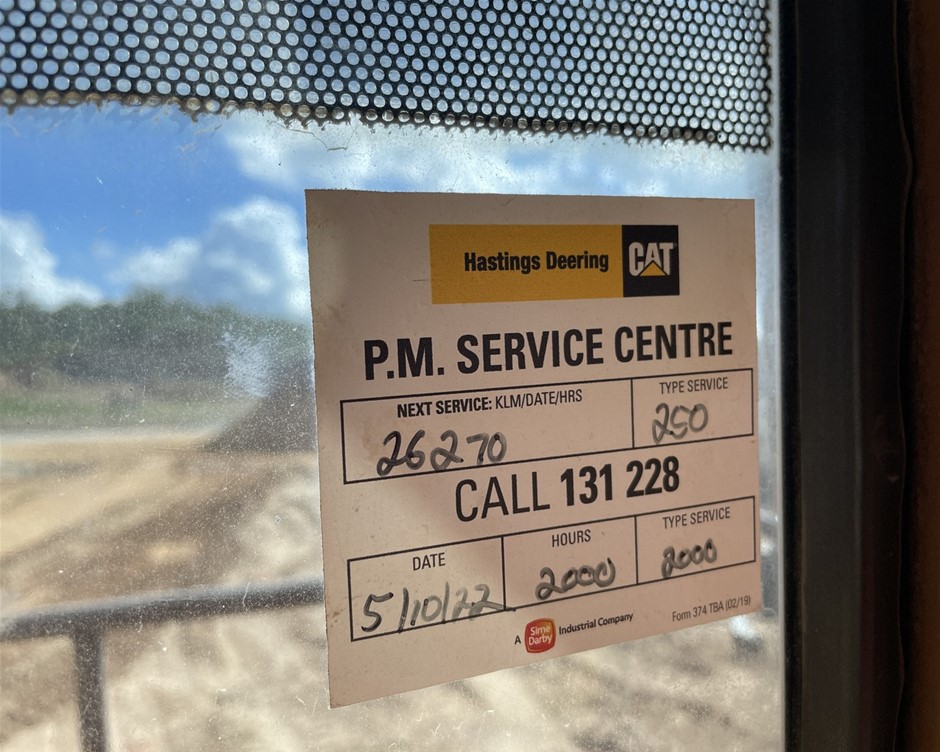 Hastings Deering CAT
P.M. SERVICE CENTRE
NEXT SERVICE: KLM/DATE/HRS
TYPE SERVICE
26270
250
CALL 131 228
DATE
HOURS
TYPE SERVICE
5/10/22
2000
2000
A Sime Darby Industrial Company
Form 374 TBA (02/19)